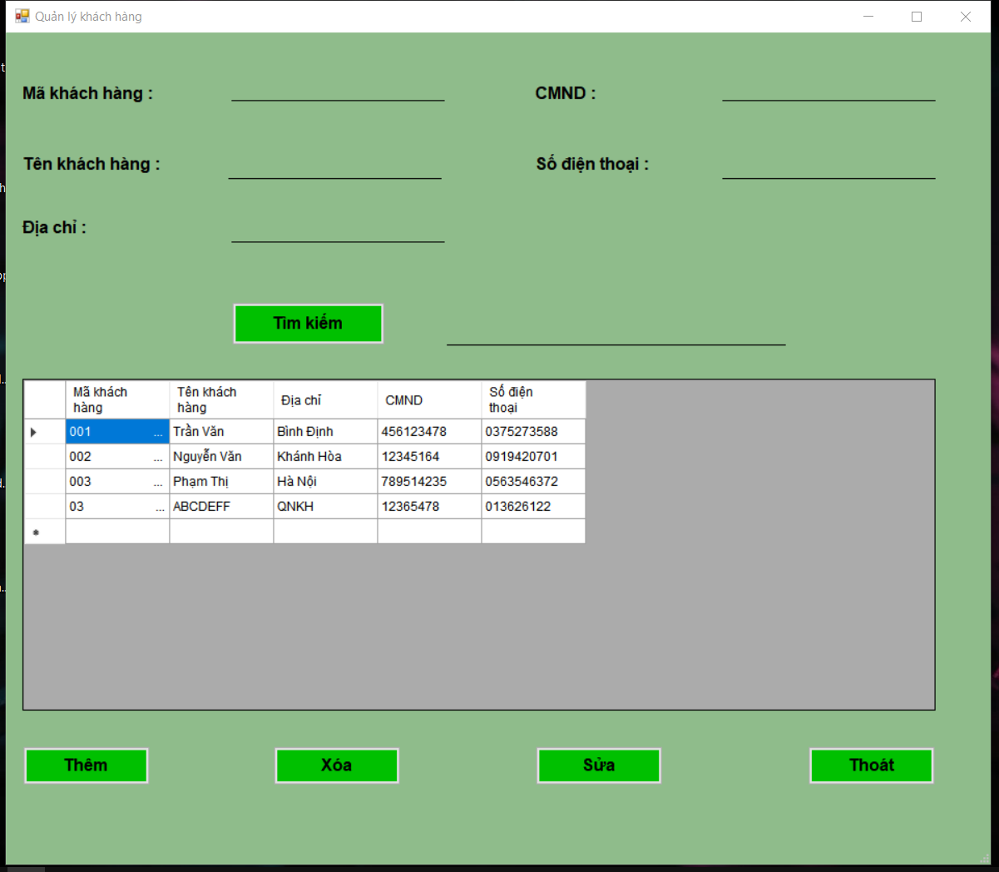 Quản lý khách hàng
Mã khách hàng :
CMND :
Tên khách hàng :
Số điện thoại :
Địa chỉ :
Tìm kiếm
Mã khách hàng Tên khách hàng Địa chỉ CMND Số điện thoại
001 ... Trần Văn Bình Định 456123478 0375273588
002 ... Nguyễn Văn Khánh Hòa 12345164 0919420701
003 ... Phạm Thị Hà Nội 789514235 0563546372
03 ... ABCDEFF QNKH 12365478 013626122
Thêm Xóa Sửa Thoát